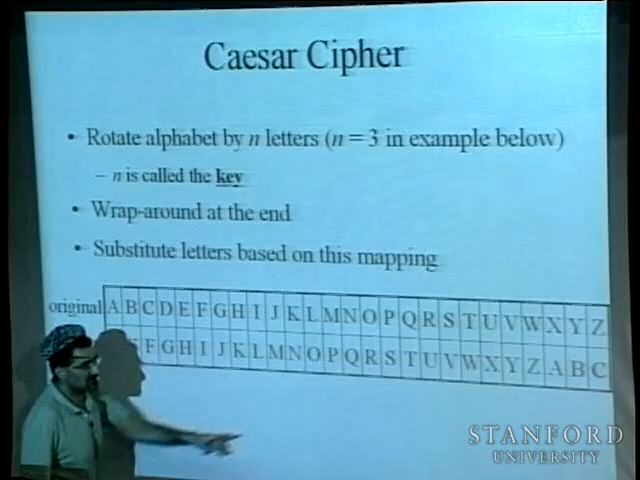 Caesar Cipher
• Rotate alphabet by n letters (n = 3 in example below)
– n is called the key
• Wrap-around at the end
• Substitute letters based on this mapping
original A B C D E F G H I J K L M N O P Q R S T U V W X Y Z
F G H I J K L M N O P Q R S T U V W X Y Z A B C
STANFORD
UNIVERSITY